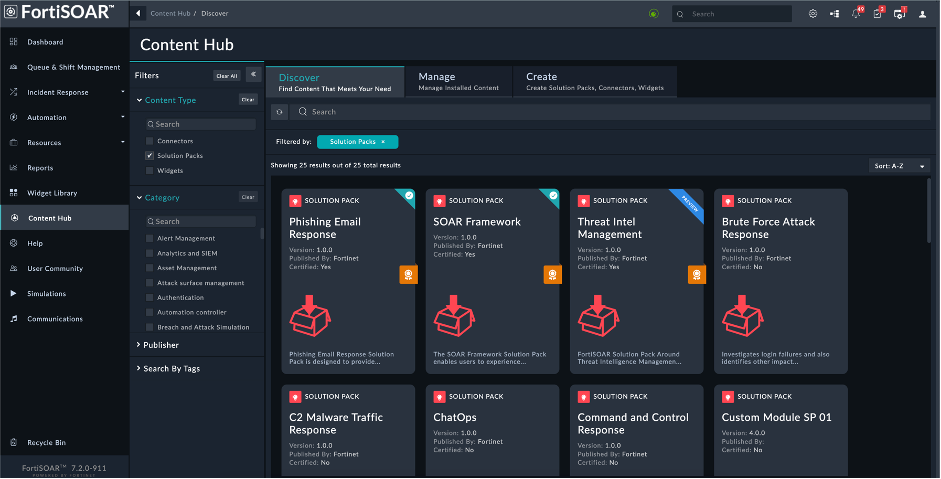 FortiSOAR™
Content Hub / Discover
Search
49
2
1
Dashboard
Queue & Shift Management
Incident Response
Automation
Resources
Reports
Widget Library
Content Hub
Help
User Community
Simulations
Communications
Recycle Bin
FortiSOAR™ 7.2.0-911
POWERED BY FORTINET
Content Hub
Filters
Clear All
Content Type
Clear
Search
Connectors
Solution Packs
Widgets
Category
Clear
Search
Alert Management
Analytics and SIEM
Asset Management
Attack surface management
Authentication
Automation controller
Breach and Attack Simulation
Publisher
Search By Tags
Discover
Find Content That Meets Your Need
Manage
Manage Installed Content
Create
Create Solution Packs, Connectors, Widgets
Search
Filtered by: Solution Packs ×
Showing 25 results out of 25 total results
Sort: A-Z
SOLUTION PACK
Phishing Email
Response
Version: 1.0.0
Published By: Fortinet
Certified: Yes
Phishing Email Response Solution
Pack is designed to provide...
SOLUTION PACK
SOAR Framework
Version: 1.0.0
Published By: Fortinet
Certified: Yes
The SOAR Framework Solution Pack
enables users to experience...
SOLUTION PACK
PREVIEW
Threat Intel
Management
Version: 1.0.0
Published By: Fortinet
Certified: Yes
FortiSOAR Solution Pack Around
Threat Intelligence Managemen...
SOLUTION PACK
Brute Force Attack
Response
Version: 1.0.0
Published By: Fortinet
Certified: No
Investigates login failures and also
identifies other impact...
SOLUTION PACK
C2 Malware Traffic
Response
Version: 1.0.0
Published By: Fortinet
Certified: No
SOLUTION PACK
ChatOps
Version: 1.0.0
Published By: Fortinet
Certified: No
SOLUTION PACK
Command and Control
Response
Version: 1.0.0
Published By: Fortinet
Certified: No
SOLUTION PACK
Custom Module SP 01
Version: 4.0.0
Published By:
Certified: No